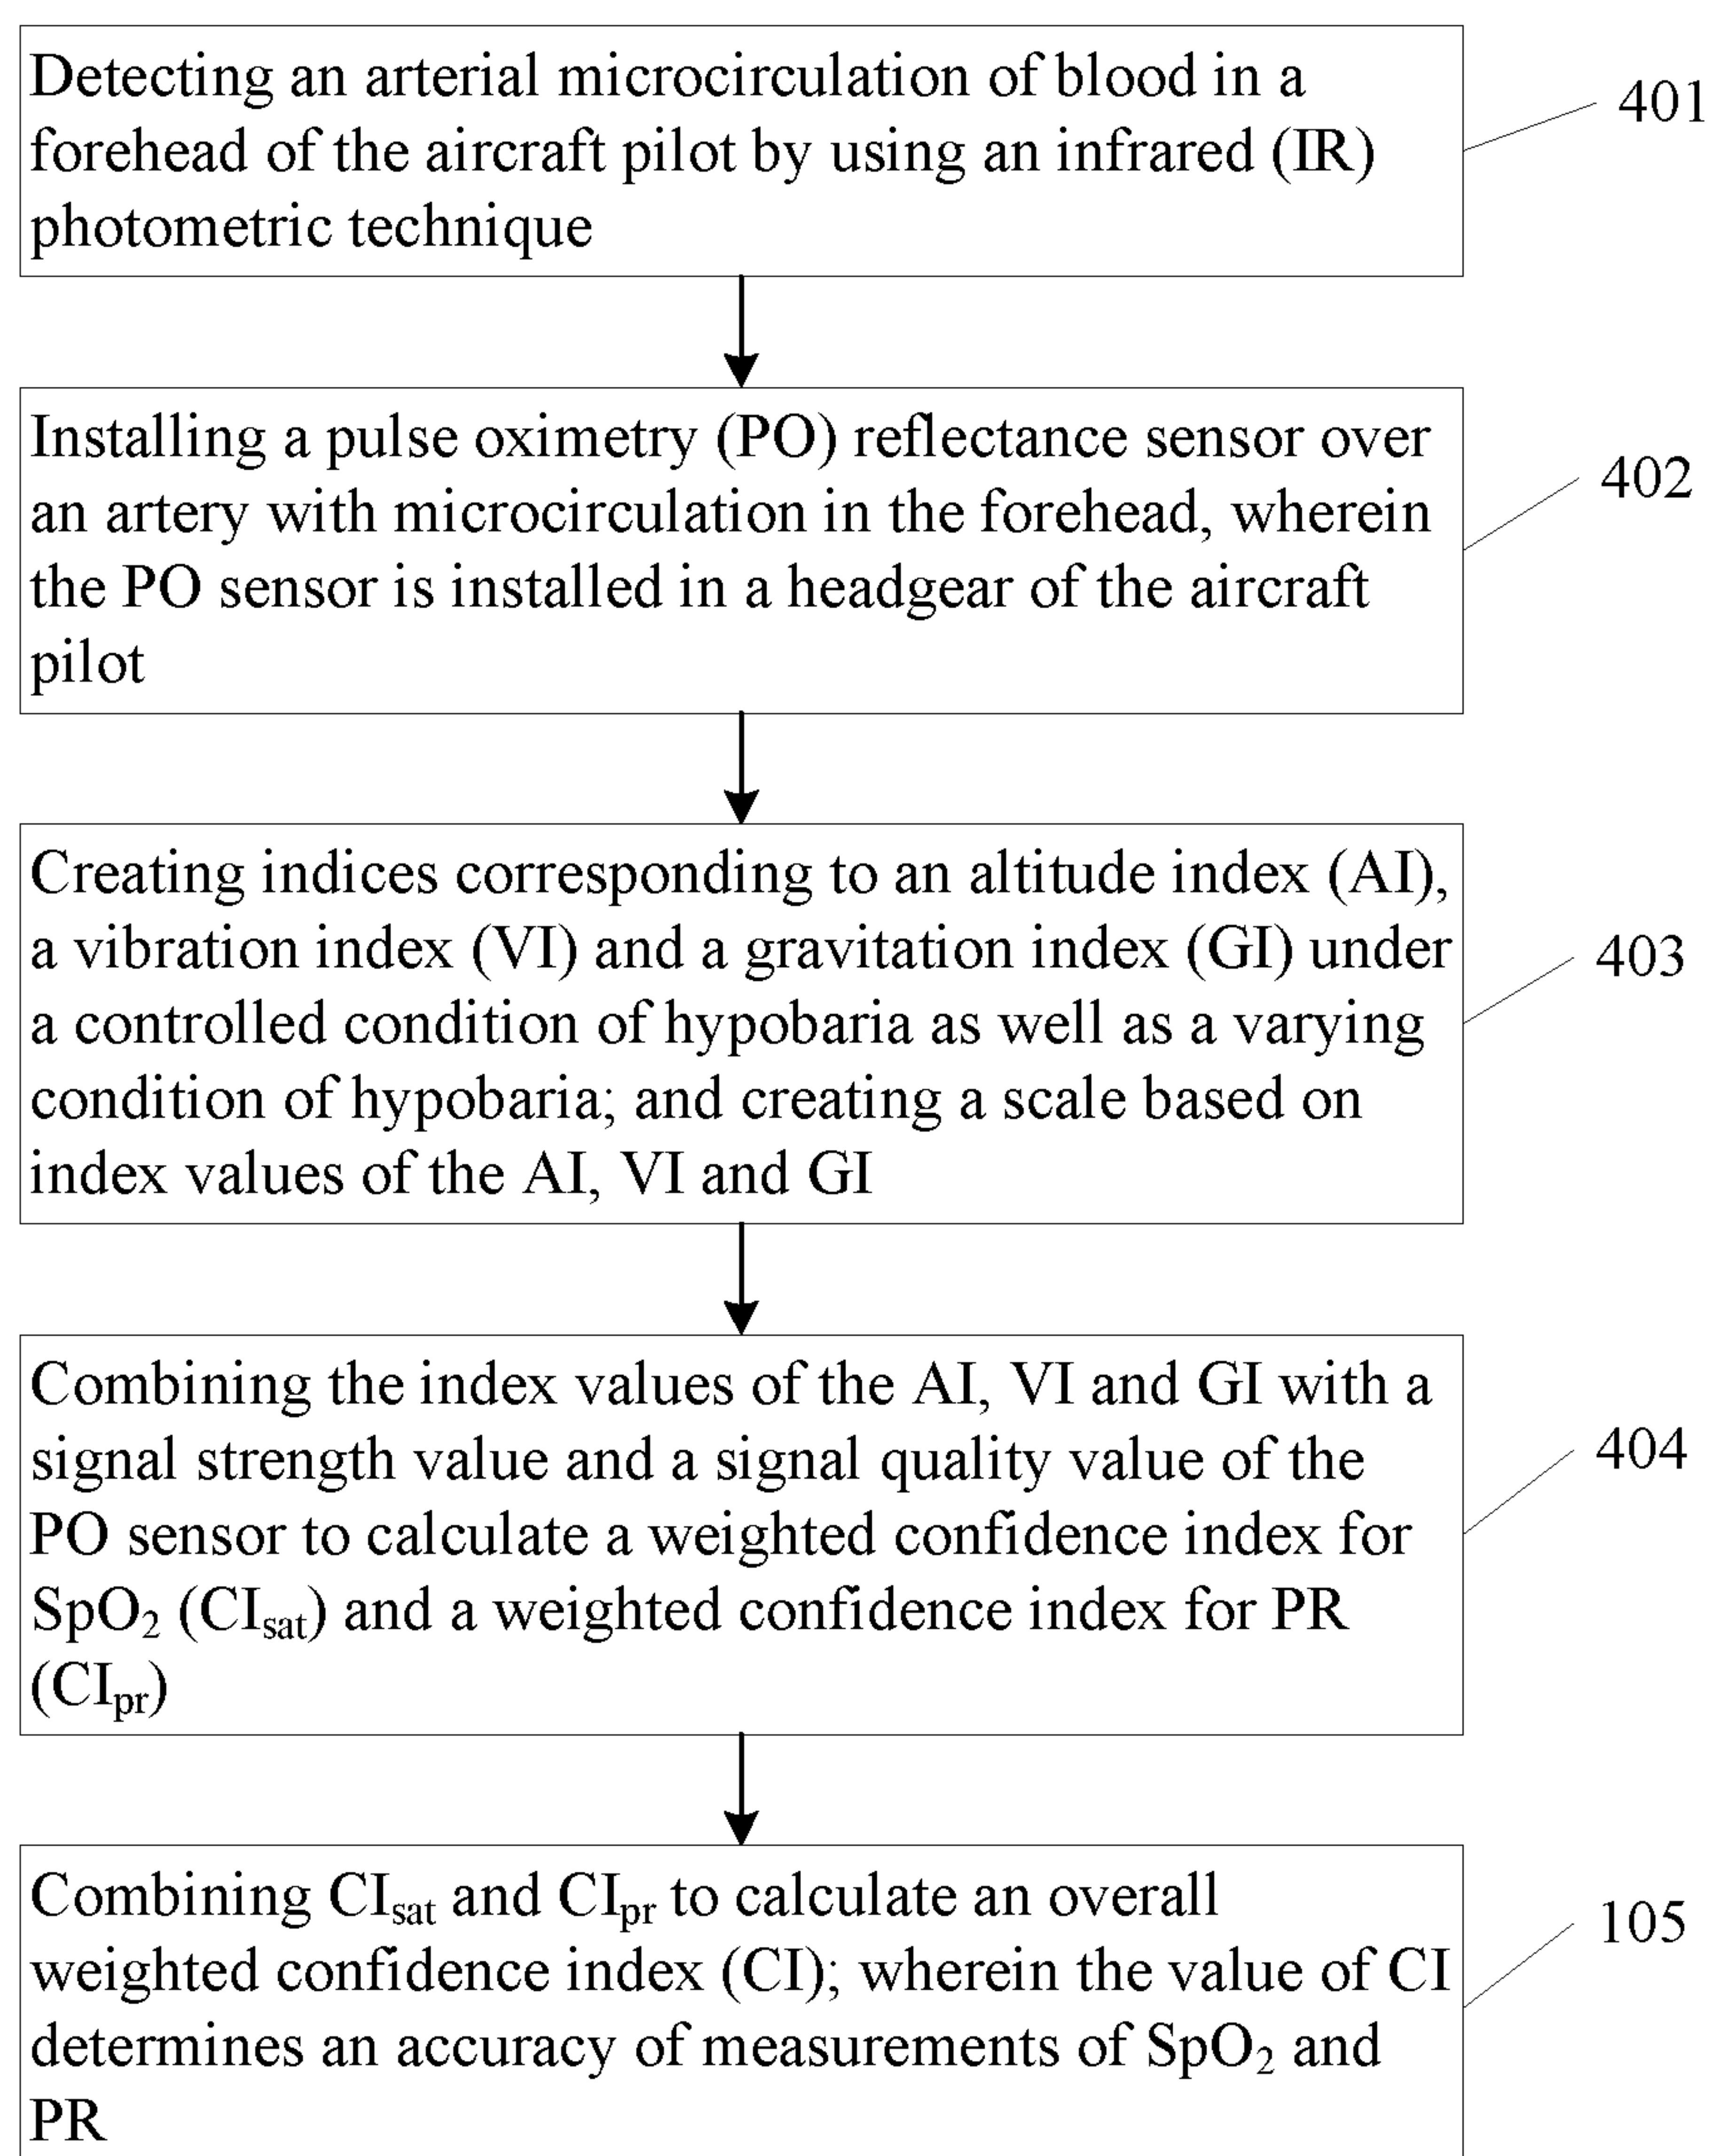 Detecting an arterial microcirculation of blood in a
forehead of the aircraft pilot by using an infrared (IR)
photometric technique
401
Installing a pulse oximetry (PO) reflectance sensor over
an artery with microcirculation in the forehead, wherein
the PO sensor is installed in a headgear of the aircraft
pilot
402
Creating indices corresponding to an altitude index (AI),
a vibration index (VI) and a gravitation index (GI) under
a controlled condition of hypobaria as well as a varying
condition of hypobaria; and creating a scale based on
index values of the AI, VI and GI
403
Combining the index values of the AI, VI and GI with a
signal strength value and a signal quality value of the
PO sensor to calculate a weighted confidence index for
SpO₂ (CIsat) and a weighted confidence index for PR
(CIpr)
404
Combining CIsat and CIpr to calculate an overall
weighted confidence index (CI); wherein the value of CI
determines an accuracy of measurements of SpO₂ and
PR
105